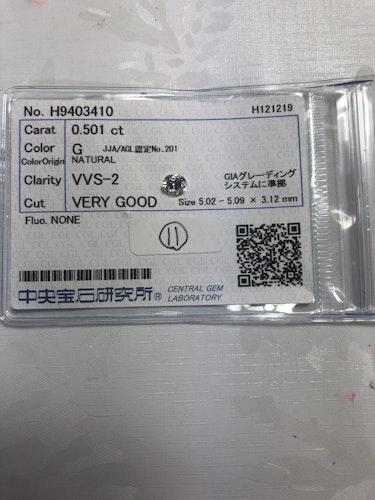 No. H9403410 H121219
Carat 0.501 ct
Color G JJA/AGL認定No.201
ColorOrigin NATURAL
Clarity VVS-2 GIAグレーディング
システムに準拠
Cut VERY GOOD Size 5.02 - 5.09 × 3.12 mm
Fluo. NONE
11
中央宝石研究所® CENTRAL GEM
LABORATORY